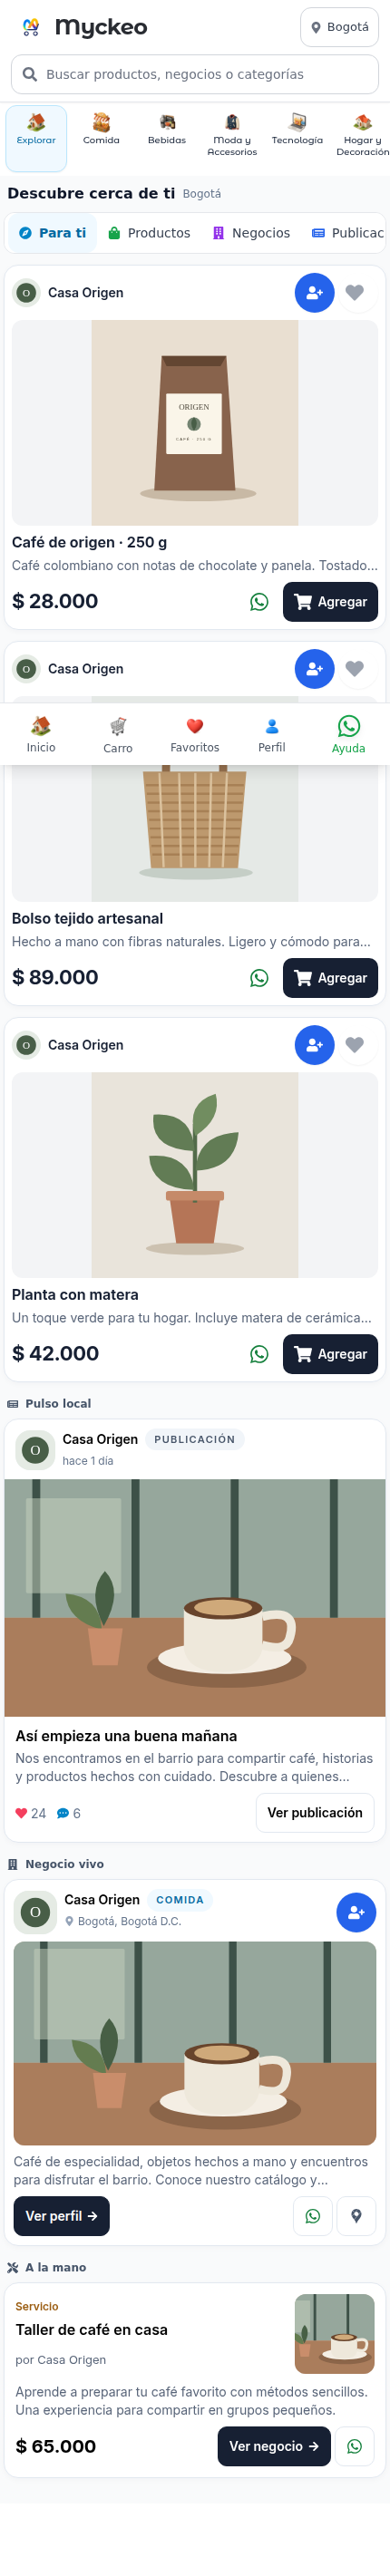 Myckeo
Bogotá
Buscar productos, negocios o categorías
Explorar
Comida
Bebidas
Moda y
Accesorios
Tecnología
Hogar y
Decoración
Descubre cerca de ti Bogotá
Para ti
Productos
Negocios
Publicac
O
Casa Origen
ORIGEN
CAFÉ · 250 G
Café de origen · 250 g
Café colombiano con notas de chocolate y panela. Tostado...
$ 28.000
Agregar
O
Casa Origen
Inicio
Carro
Favoritos
Perfil
Ayuda
Bolso tejido artesanal
Hecho a mano con fibras naturales. Ligero y cómodo para...
$ 89.000
Agregar
O
Casa Origen
Planta con matera
Un toque verde para tu hogar. Incluye matera de cerámica...
$ 42.000
Agregar
Pulso local
O
Casa Origen
PUBLICACIÓN
hace 1 día
Así empieza una buena mañana
Nos encontramos en el barrio para compartir café, historias
y productos hechos con cuidado. Descubre a quienes...
24
6
Ver publicación
Negocio vivo
O
Casa Origen
COMIDA
Bogotá, Bogotá D.C.
Café de especialidad, objetos hechos a mano y encuentros
para disfrutar el barrio. Conoce nuestro catálogo y...
Ver perfil →
A la mano
Servicio
Taller de café en casa
por Casa Origen
Aprende a preparar tu café favorito con métodos sencillos.
Una experiencia para compartir en grupos pequeños.
$ 65.000
Ver negocio →